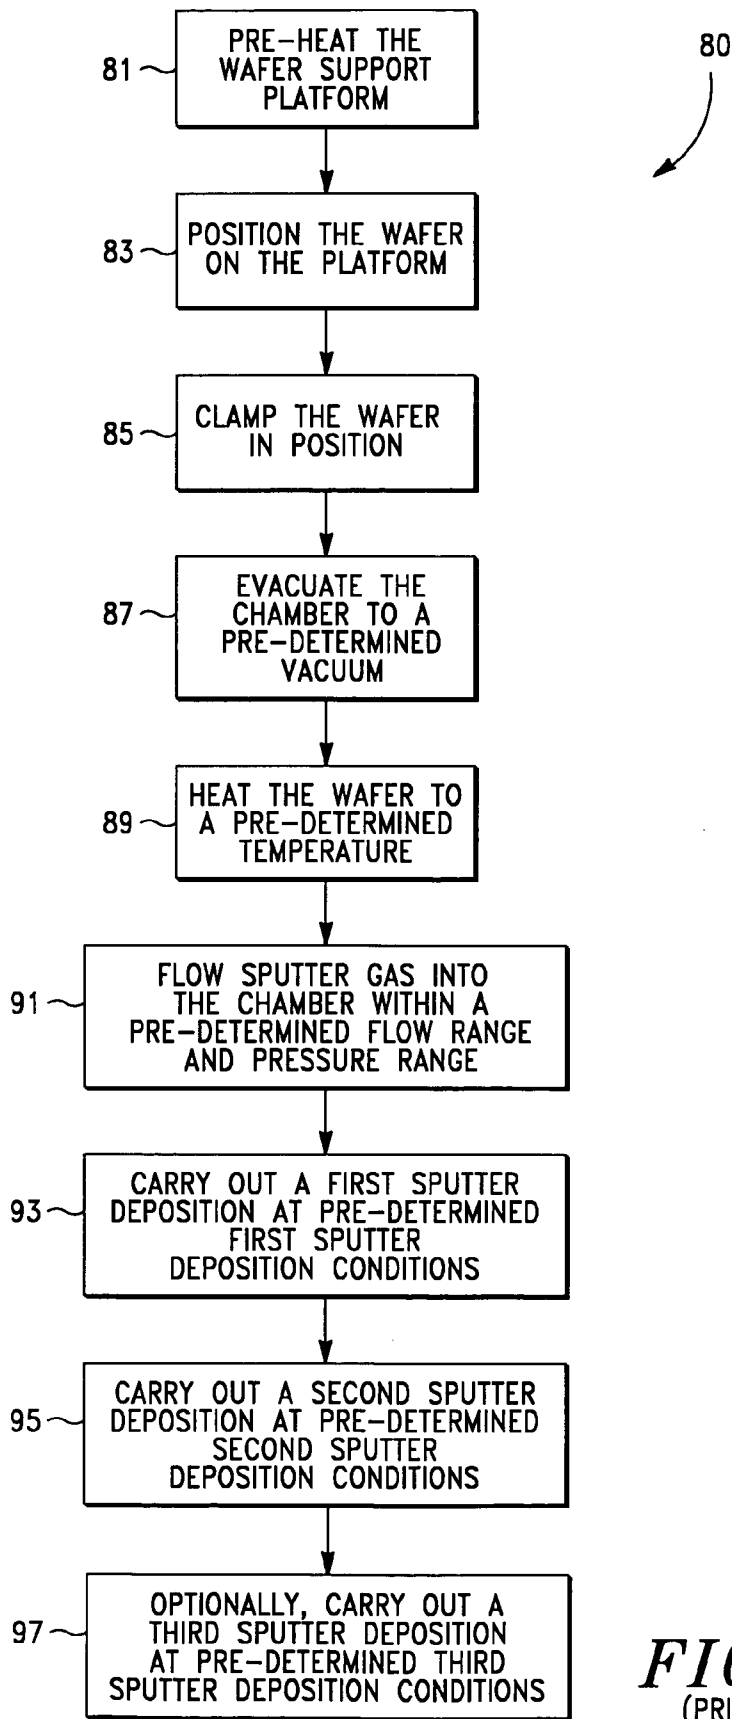 80
81
PRE-HEAT THE
WAFER SUPPORT
PLATFORM
83
POSITION THE WAFER
ON THE PLATFORM
85
CLAMP THE WAFER
IN POSITION
87
EVACUATE THE
CHAMBER TO A
PRE-DETERMINED
VACUUM
89
HEAT THE WAFER TO
A PRE-DETERMINED
TEMPERATURE
91
FLOW SPUTTER GAS INTO
THE CHAMBER WITHIN A
PRE-DETERMINED FLOW RANGE
AND PRESSURE RANGE
93
CARRY OUT A FIRST SPUTTER
DEPOSITION AT PRE-DETERMINED
FIRST SPUTTER
DEPOSITION CONDITIONS
95
CARRY OUT A SECOND SPUTTER
DEPOSITION AT PRE-DETERMINED
SECOND SPUTTER
DEPOSITION CONDITIONS
97
OPTIONALLY, CARRY OUT A
THIRD SPUTTER DEPOSITION
AT PRE-DETERMINED THIRD
SPUTTER DEPOSITION CONDITIONS